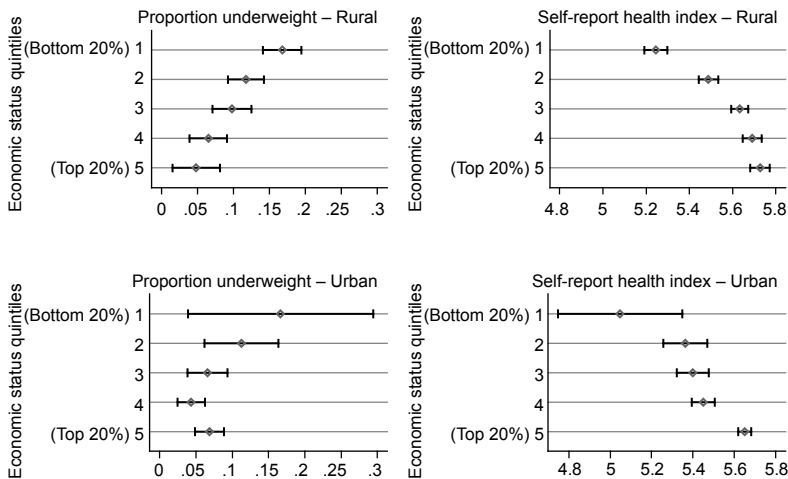 Proportion underweight – Rural
Economic status quintiles
(Bottom 20%) 1
2
3
4
(Top 20%) 5
0 .05 .1 .15 .2 .25 .3
Self-report health index – Rural
Economic status quintiles
(Bottom 20%) 1
2
3
4
(Top 20%) 5
4.8 5 5.2 5.4 5.6 5.8
Proportion underweight – Urban
Economic status quintiles
(Bottom 20%) 1
2
3
4
(Top 20%) 5
0 .05 .1 .15 .2 .25 .3
Self-report health index – Urban
Economic status quintiles
(Bottom 20%) 1
2
3
4
(Top 20%) 5
4.8 5 5.2 5.4 5.6 5.8